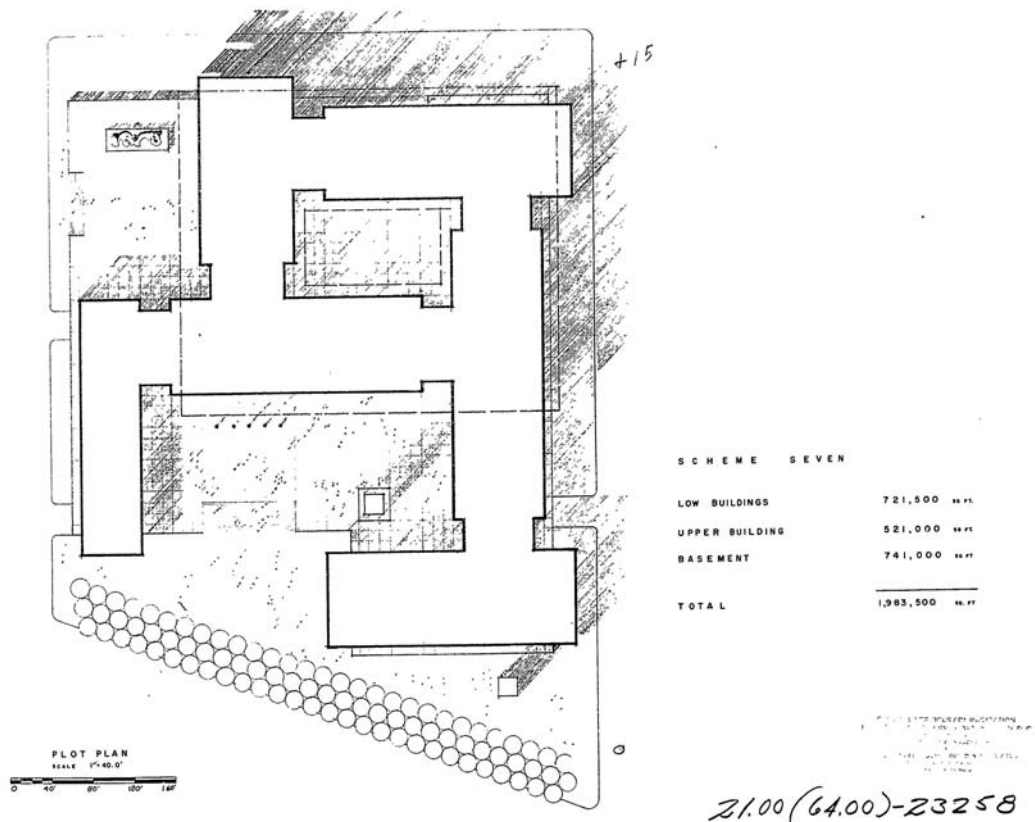 +15
SCHEME SEVEN
LOW BUILDINGS 721,500 SQ FT.
UPPER BUILDING 521,000 SQ FT.
BASEMENT 741,000 SQ FT
TOTAL 1,983,500 SQ. FT
PLOT PLAN
SCALE 1"=40.0'
0 40' 80' 120' 160'
21.00 (64.00)-23258